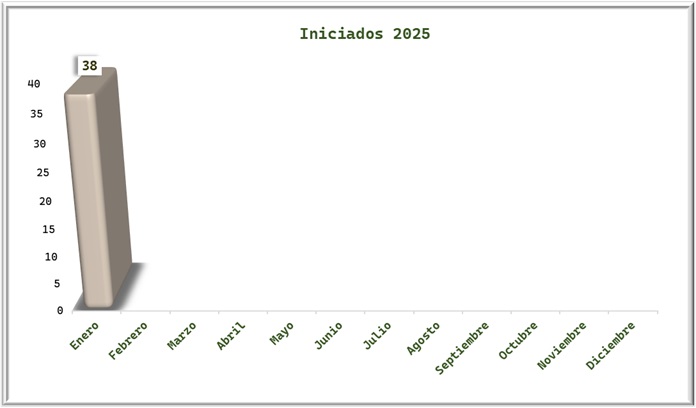 Iniciados 2025
38
40
35
30
25
20
15
10
5
0
Enero
Febrero
Marzo
Abril
Mayo
Junio
Julio
Agosto
Septiembre
Octubre
Noviembre
Diciembre